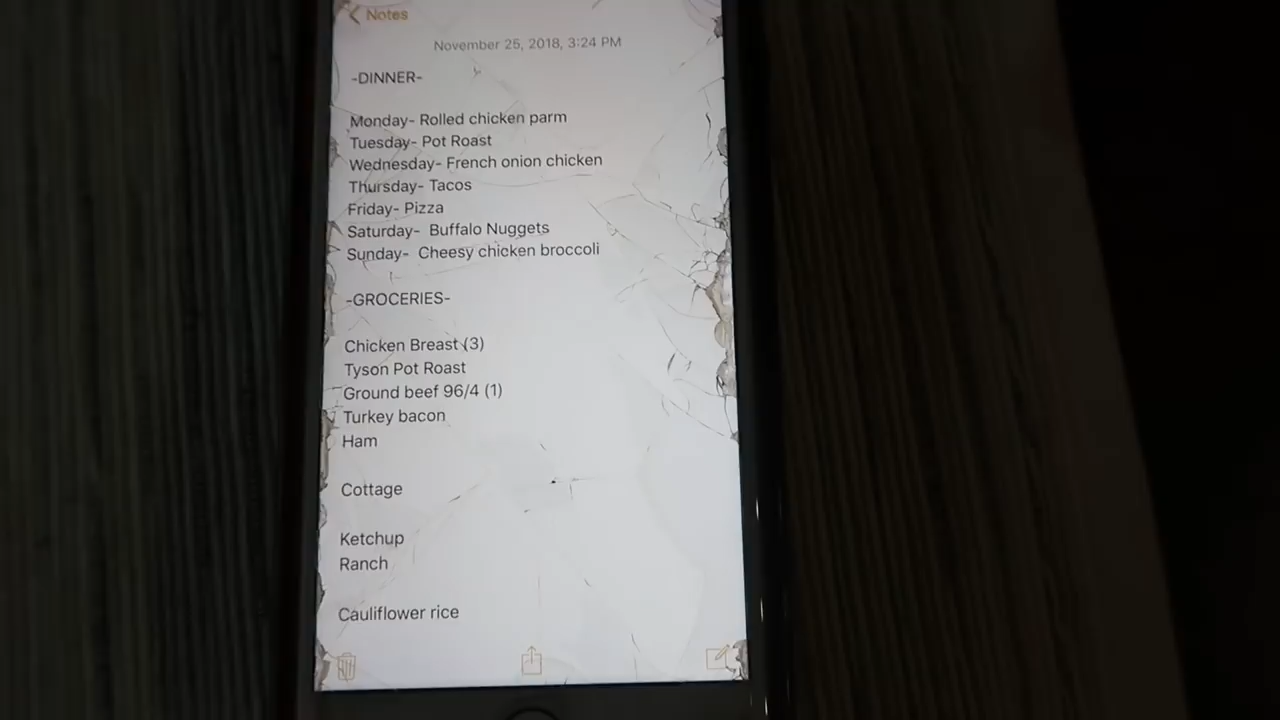 Notes
November 25, 2018, 3:24 PM
-DINNER-
Monday- Rolled chicken parm
Tuesday- Pot Roast
Wednesday- French onion chicken
Thursday- Tacos
Friday- Pizza
Saturday-  Buffalo Nuggets
Sunday-  Cheesy chicken broccoli
-GROCERIES-
Chicken Breast (3)
Tyson Pot Roast
Ground beef 96/4 (1)
Turkey bacon
Ham
Cottage
Ketchup
Ranch
Cauliflower rice